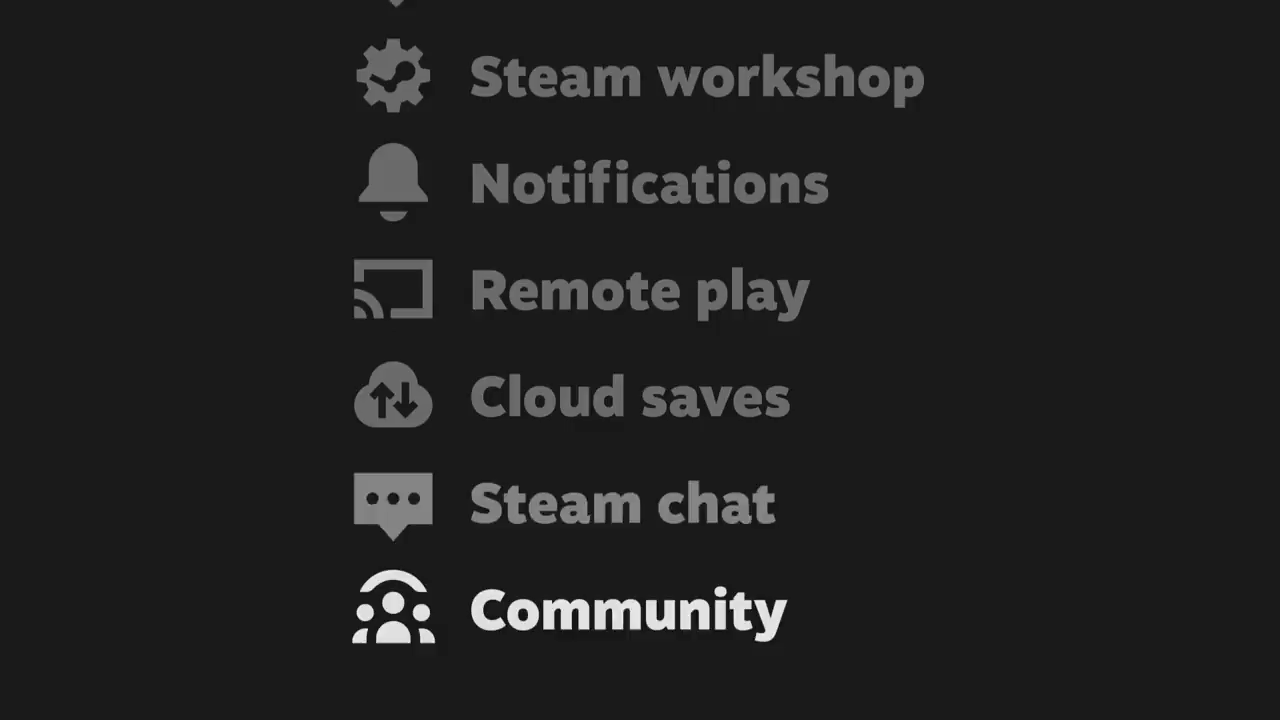 Steam workshop
Notifications
Remote play
Cloud saves
Steam chat
Community